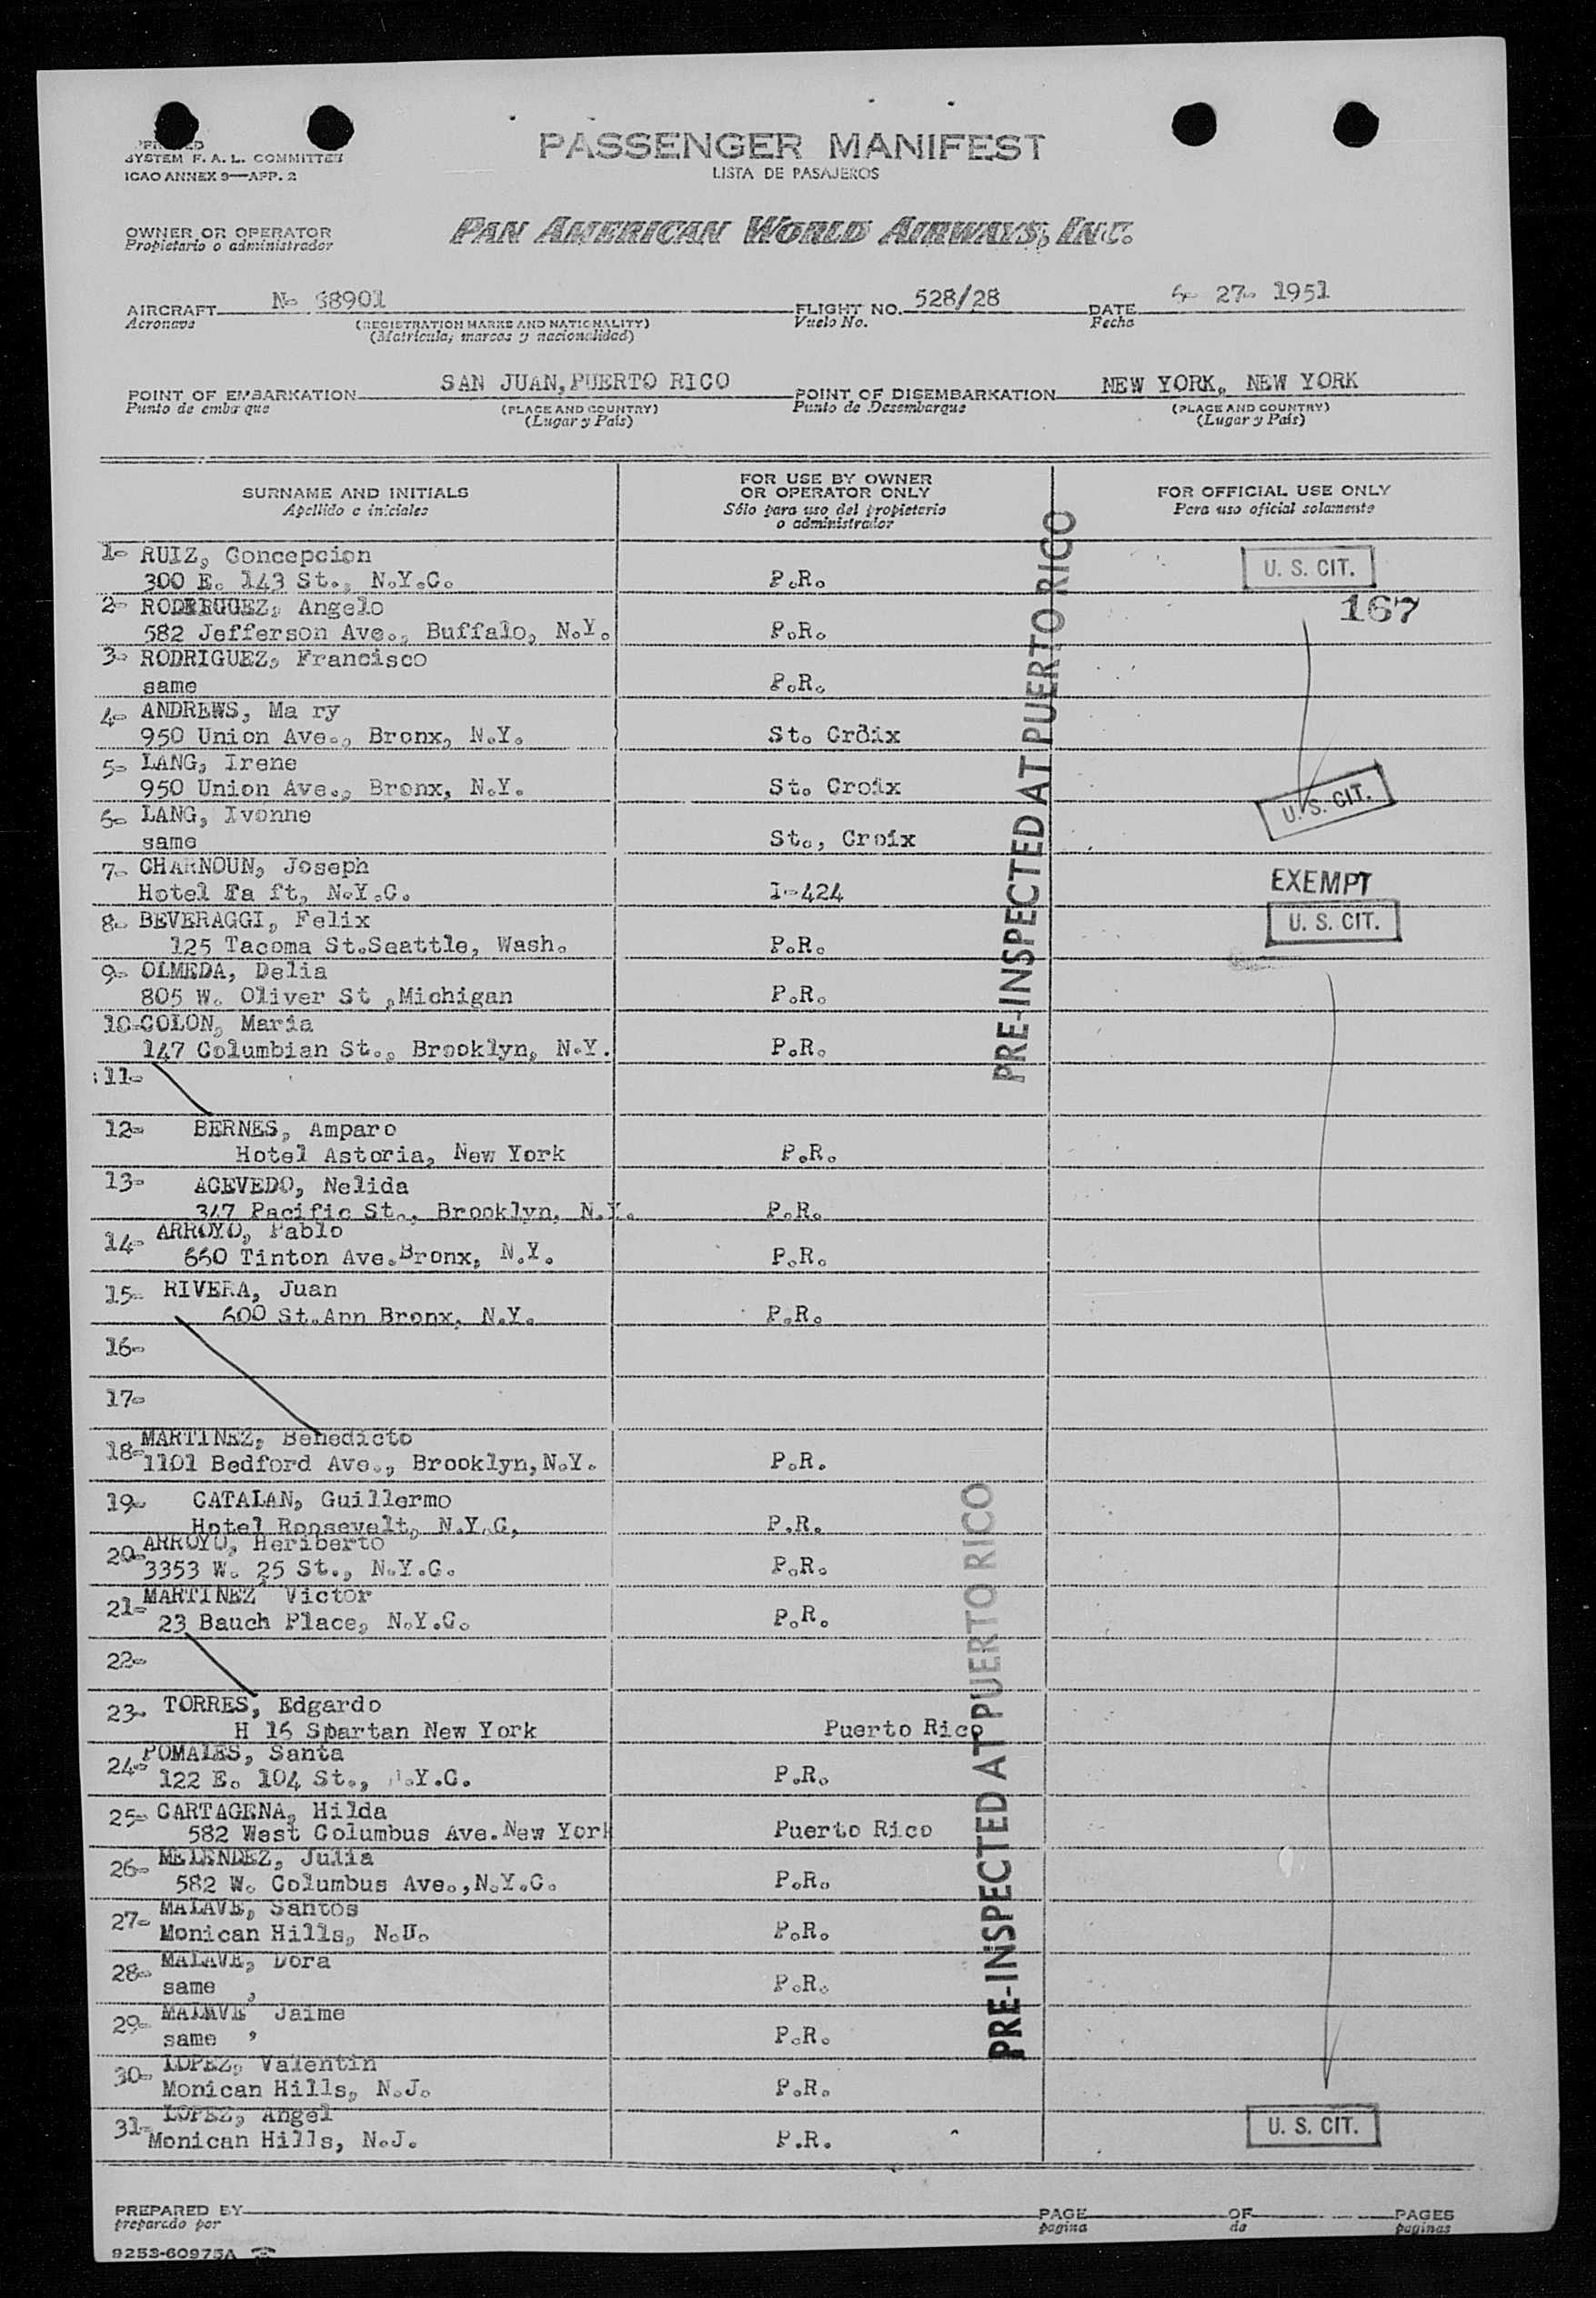 SYSTEM F. A. L. COMMITTEE
ICAO ANNEX 9—APP. 2
PASSENGER MANIFEST
LISTA DE PASAJEROS
OWNER OR OPERATOR
Propietario o administrador
PAN AMERICAN WORLD AIRWAYS, INC.
AIRCRAFT N- 88901
Aeronave
(REGISTRATION MARKS AND NATIONALITY)
(Matrícula, marcas y nacionalidad)
FLIGHT NO. 528/28
Vuelo No.
DATE 27- 1951
Fecha
POINT OF EMBARKATION SAN JUAN, PUERTO RICO
Punto de embarque
(PLACE AND COUNTRY)
(Lugar y País)
POINT OF DISEMBARKATION NEW YORK, NEW YORK
Punto de Desembarque
(PLACE AND COUNTRY)
(Lugar y País)
SURNAME AND INITIALS
Apellido e iniciales
FOR USE BY OWNER
OR OPERATOR ONLY
Sólo para uso del propietario
o administrador
FOR OFFICIAL USE ONLY
Para uso oficial solamente
1- RUIZ, Concepcion
300 E. 143 St., N.Y.C. P.R. U. S. CIT.
2- RODRIGUEZ, Angelo 167
582 Jefferson Ave., Buffalo, N.Y. P.R.
3- RODRIGUEZ, Francisco
same P.R.
4- ANDREWS, Ma ry
950 Union Ave., Bronx, N.Y. St. Croix
5- LANG, Irene
950 Union Ave., Bronx, N.Y. St. Croix U. S. CIT.
6- LANG, Ivonne
same St., Croix
7- CHARNOUN, Joseph
Hotel Ta ft, N.Y.C. I-424 EXEMPT
8- BEVERAGGI, Felix U. S. CIT.
125 Tacoma St.Seattle, Wash. P.R.
9- OLMEDA, Delia
805 W. Oliver St ,Michigan P.R.
10-COLON, Maria
147 Columbian St., Brooklyn, N.Y. P.R.
PRE-INSPECTED AT PUERTO RICO
11-
12- BERNES, Amparo
Hotel Astoria, New York P.R.
13- ACEVEDO, Nelida
347 Pacific St., Brooklyn, N.Y. P.R.
14- ARROYO, Pablo
660 Tinton Ave.Bronx, N.Y. P.R.
15- RIVERA, Juan
600 St.Ann Bronx, N.Y. P.R.
16-
17-
18- MARTINEZ, Benedicto
1101 Bedford Ave., Brooklyn, N.Y. P.R.
19- CATALAN, Guillermo
Hotel Roosevelt, N.Y.C, P.R.
20- ARROYO, Heriberto
3353 W. 25 St., N.Y.C. P.R.
21- MARTINEZ Victor
23 Bauch Place, N.Y.C. P.R.
22-
23- TORRES, Edgardo
H 16 Spartan New York Puerto Rico
24- POMALES, Santa
122 E. 104 St., N.Y.C. P.R.
25- CARTAGENA, Hilda
582 West Columbus Ave. New York Puerto Rico
26- MELENDEZ, Julia
582 W. Columbus Ave., N.Y.C. P.R.
27- MALAVE, Santos
Monican Hills, N.J. P.R.
28- MALAVE, Dora
same , P.R.
29- MALAVE Jaime
same , P.R.
30- LOPEZ, Valentin
Monican Hills, N.J. P.R.
31- LOPEZ, Angel
Monican Hills, N.J. P.R. U. S. CIT.
PRE-INSPECTED AT PUERTO RICO
PREPARED BY
preparado por
PAGE OF PAGES
pagina de paginas
9253-60975A